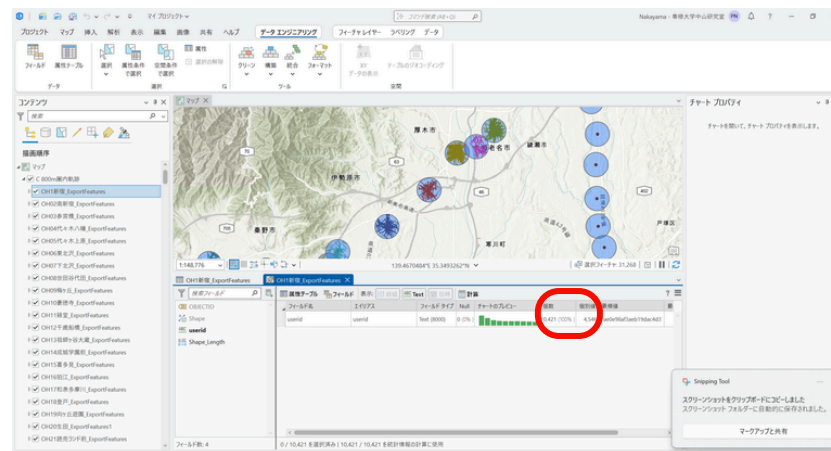 マイ プロジェクト
コマンド検索 (Alt+Q)
Nakayama - 専修大学中山研究室
PN
?
プロジェクト マップ 挿入 解析 表示 編集 画像 共有 ヘルプ データ エンジニアリング フィーチャ レイヤー ラベリング データ
フィールド 属性テーブル 選択 属性条件で選択 空間条件で選択 属性 選択の解除 クリーン 構築 統合 フォーマット XY データの表示 テーブルのジオコーディング
データ 選択 ツール 空間
コンテンツ
検索
描画順序
マップ
C 800m圏内軌跡
OH1新宿_ExportFeatures
OH02南新宿_ExportFeatures
OH03参宮橋_ExportFeatures
OH04代々木八幡_ExportFeatures
OH05代々木上原_ExportFeatures
OH06東北沢_ExportFeatures
OH07下北沢_ExportFeatures
OH08世田谷代田_ExportFeatures
OH09梅ヶ丘_ExportFeatures
OH10豪徳寺_ExportFeatures
OH11経堂_ExportFeatures
OH12千歳船橋_ExportFeatures
OH13祖師ヶ谷大蔵_ExportFeatures
OH14成城学園前_ExportFeatures
OH15喜多見_ExportFeatures
OH16狛江_ExportFeatures
OH17和泉多摩川_ExportFeatures
OH18登戸_ExportFeatures
OH19向ヶ丘遊園_ExportFeatures
OH20生田_ExportFeatures1
OH21読売ランド前_ExportFeatures
マップ
厚木市
老名市
綾瀬市
伊勢原市
秦野市
寒川町
戸塚区
70
63
46
402
708
1:148,776
139.4670484°E 35.3493262°N
選択フィーチャ: 31,268
OH1新宿_ExportFeatures OH1新宿_ExportFeatures
検索フィールド
OBJECTID
Shape
userid
Shape_Length
属性テーブル フィールド 表示: Text 計算
フィールド名 エイリアス フィールド タイプ Null チャートのプレビュー 個数 個別値 最頻値
userid userid Text (8000) 0 (0% ) 10,421 (100% )
フィールド数: 4
0 / 10,421 を選択済み | 10,421 / 10,421 を統計情報の計算に使用
チャート プロパティ
チャートを開いて、チャート プロパティを表示します。
Snipping Tool
スクリーンショットをクリップボードにコピーしました
スクリーンショット フォルダーに自動的に保存されました。
マークアップと共有